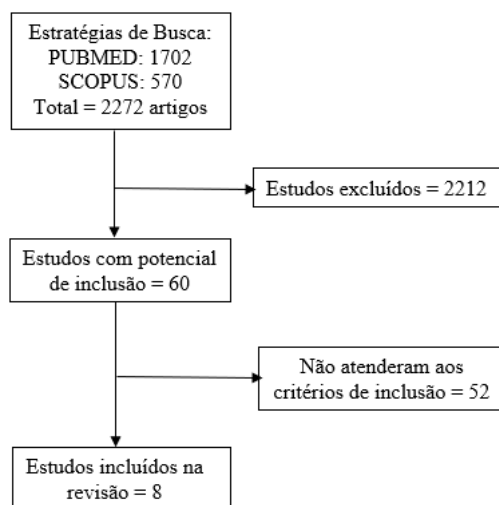 Estratégias de Busca:
PUBMED: 1702
SCOPUS: 570
Total = 2272 artigos
Estudos excluídos = 2212
Estudos com potencial
de inclusão = 60
Não atenderam aos
critérios de inclusão = 52
Estudos incluídos na
revisão = 8